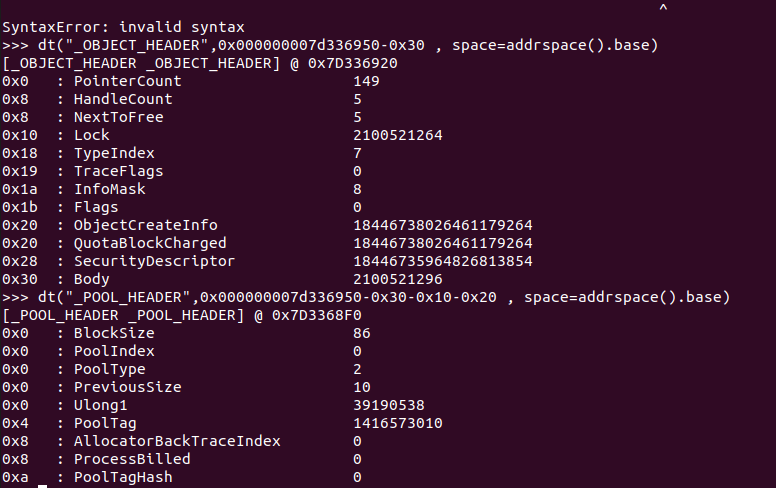 ^
SyntaxError: invalid syntax
>>> dt("_OBJECT_HEADER",0x000000007d336950-0x30 , space=addrspace().base)
[_OBJECT_HEADER _OBJECT_HEADER] @ 0x7D336920
0x0 : PointerCount 149
0x8 : HandleCount 5
0x8 : NextToFree 5
0x10 : Lock 2100521264
0x18 : TypeIndex 7
0x19 : TraceFlags 0
0x1a : InfoMask 8
0x1b : Flags 0
0x20 : ObjectCreateInfo 18446738026461179264
0x20 : QuotaBlockCharged 18446738026461179264
0x28 : SecurityDescriptor 18446735964826813854
0x30 : Body 2100521296
>>> dt("_POOL_HEADER",0x000000007d336950-0x30-0x10-0x20 , space=addrspace().base)
[_POOL_HEADER _POOL_HEADER] @ 0x7D3368F0
0x0 : BlockSize 86
0x0 : PoolIndex 0
0x0 : PoolType 2
0x0 : PreviousSize 10
0x0 : Ulong1 39190538
0x4 : PoolTag 1416573010
0x8 : AllocatorBackTraceIndex 0
0x8 : ProcessBilled 0
0xa : PoolTagHash 0